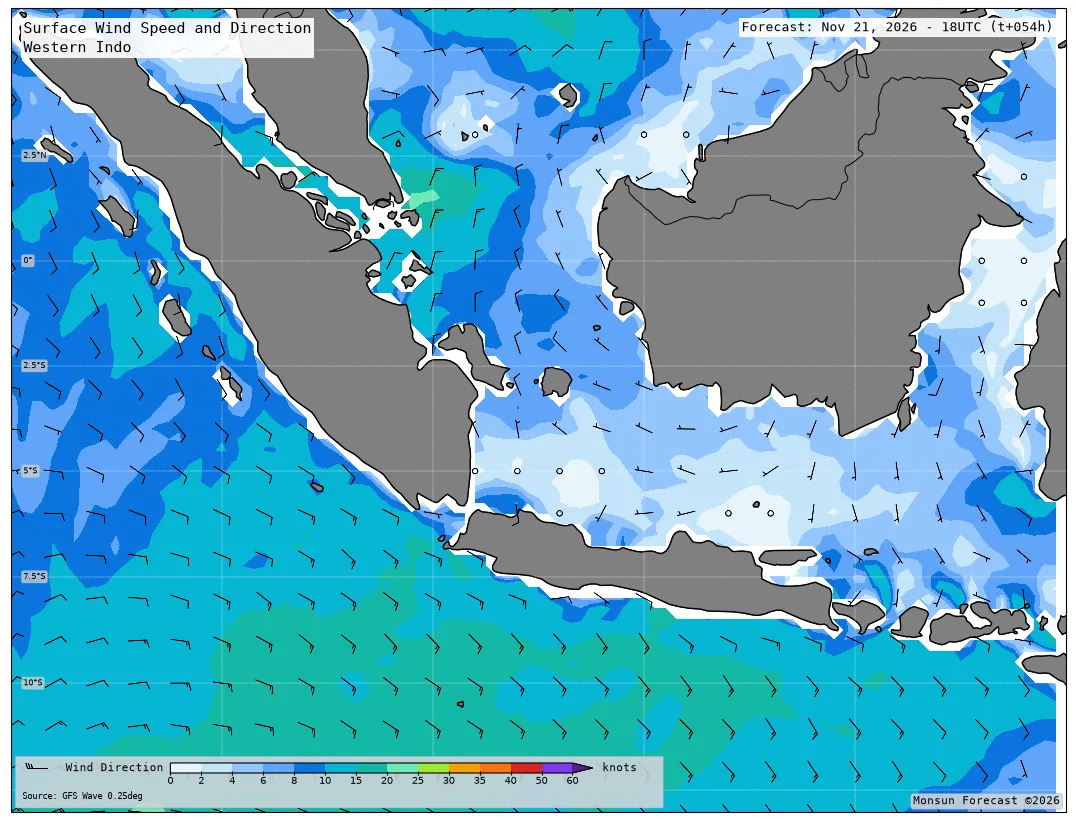 Surface Wind Speed and Direction
Western Indo
Forecast: Nov 21, 2026 - 18UTC (t+054h)
2.5°N
0°
2.5°S
5°S
7.5°S
10°S
Wind Direction
knots
0 2 4 6 8 10 15 20 25 30 35 40 50 60
Source: GFS Wave 0.25deg
Monsun Forecast ©2026